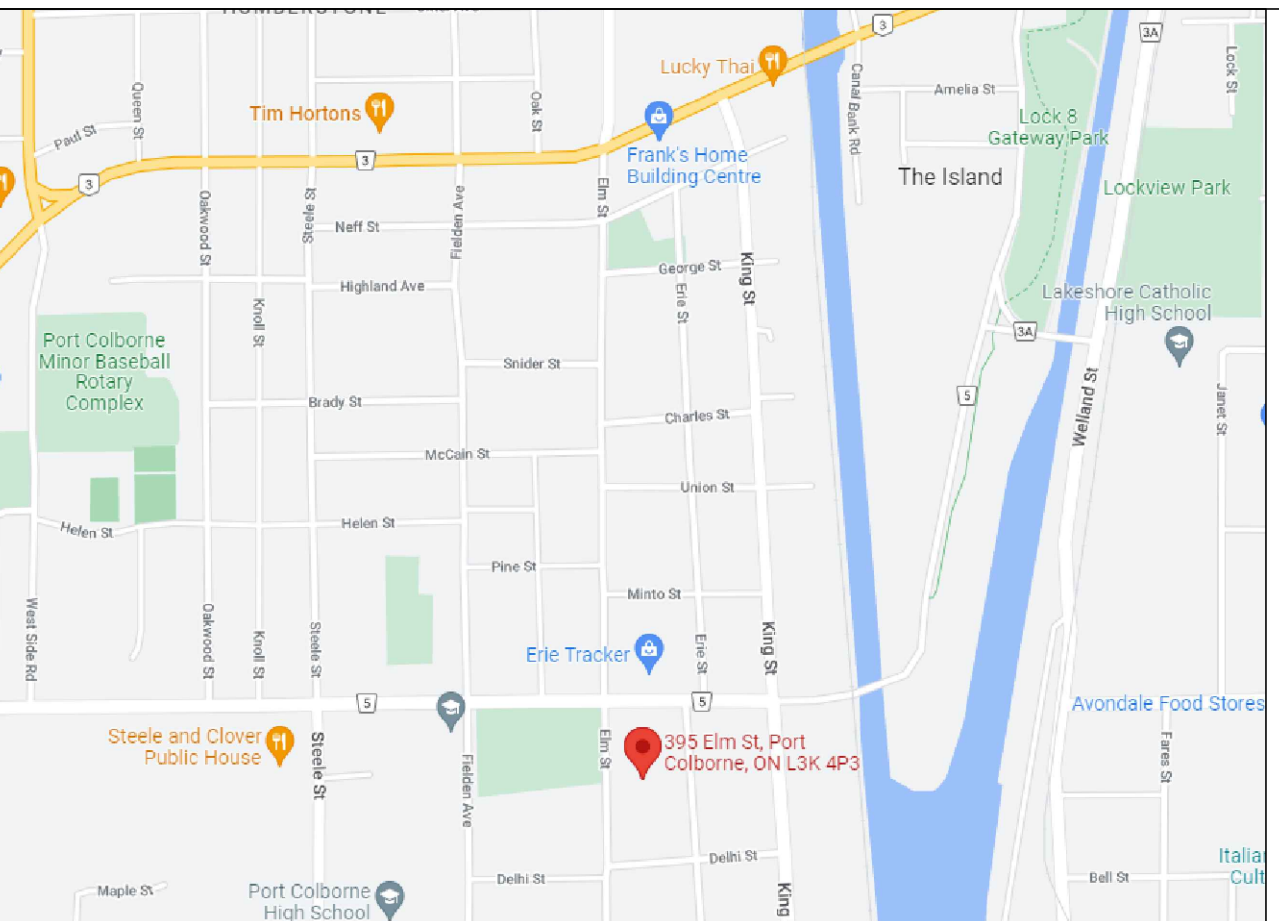 HUMBERSTONE
3
3A
Lucky Thai
Tim Hortons
Queen St
Oak St
Canal Bank Rd
Amelia St
Lock St
Lock 8
Gateway Park
Paul St
3
3
Frank's Home
Building Centre
The Island
Lockview Park
Oakwood St
Steele St
Fielden Ave
Elm St
Neff St
George St
King St
Erie St
Highland Ave
Knoll St
Lakeshore Catholic
High School
3A
Port Colborne
Minor Baseball
Rotary
Complex
Snider St
Brady St
Charles St
5
Welland St
Janet St
McCain St
Union St
Helen St
Helen St
Pine St
Minto St
West Side Rd
Oakwood St
Knoll St
Steele St
Erie Tracker
Erie St
King St
5
5
Avondale Food Stores
Steele and Clover
Public House
Steele St
Fielden Ave
Elm St
395 Elm St, Port
Colborne, ON L3K 4P3
Fares St
Delhi St
Delhi St
Maple St
Port Colborne
High School
King
Bell St
Italia
Cult